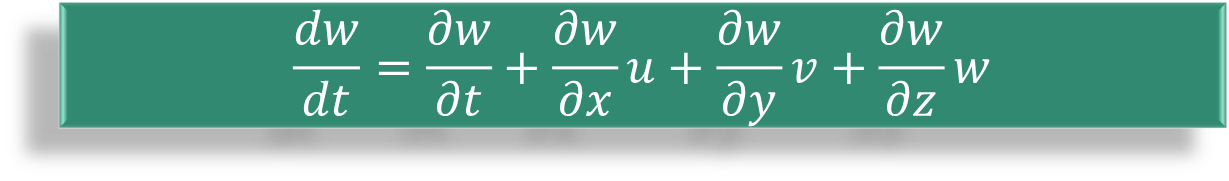 dw/dt = ∂w/∂t + ∂w/∂x u + ∂w/∂y v + ∂w/∂z w